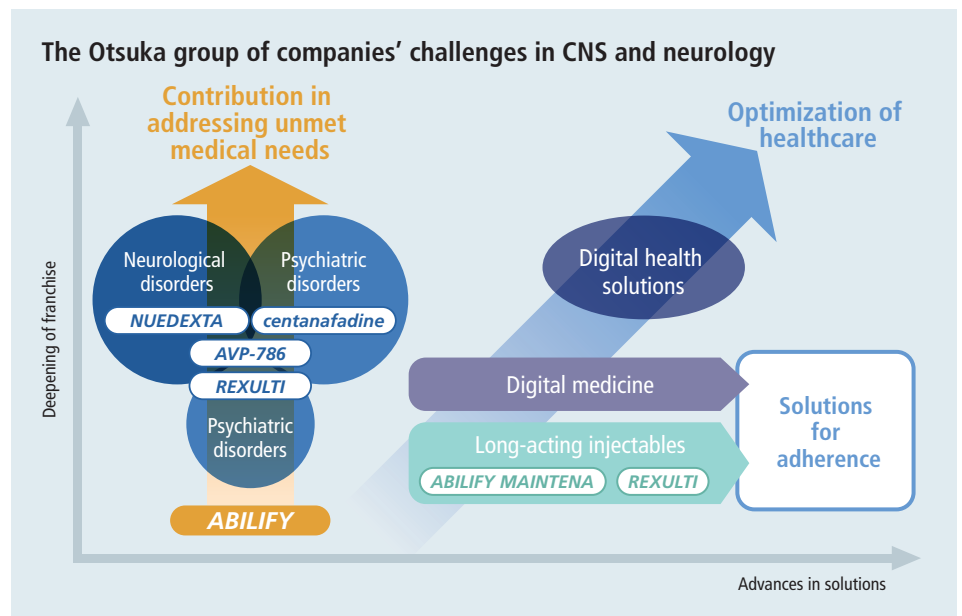 The Otsuka group of companies’ challenges in CNS and neurology
Contribution in
addressing unmet
medical needs
Optimization of
healthcare
Deepening of franchise
Neurological
disorders
Psychiatric
disorders
NUEDEXTA
centanafadine
AVP-786
REXULTI
Psychiatric
disorders
ABILIFY
Digital health
solutions
Digital medicine
Long-acting injectables
ABILIFY MAINTENA
REXULTI
Solutions
for
adherence
Advances in solutions